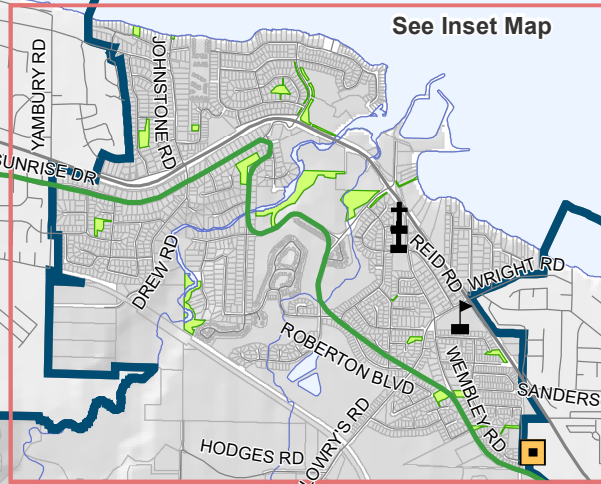 See Inset Map
YAMBURY RD
JOHNSTONE RD
SUNRISE DR
DREW RD
REID RD
WRIGHT RD
ROBERTON BLVD
WEMBLEY RD
SANDERS
HODGES RD
LOWRY'S RD